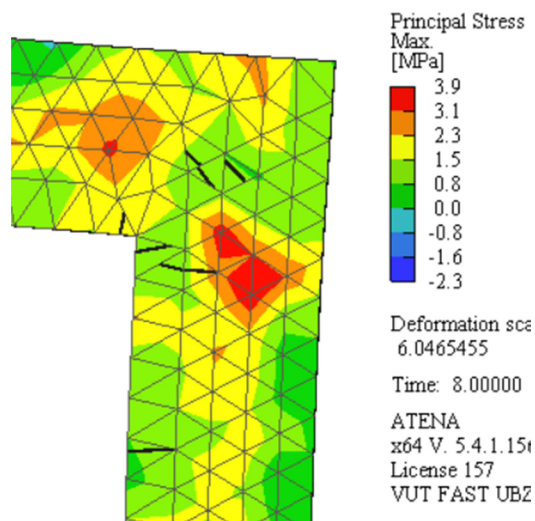 Principal Stress
Max.
[MPa]
3.9
3.1
2.3
1.5
0.8
0.0
-0.8
-1.6
-2.3
Deformation sca
6.0465455
Time: 8.00000
ATENA
x64 V. 5.4.1.156
License 157
VUT FAST UBZ